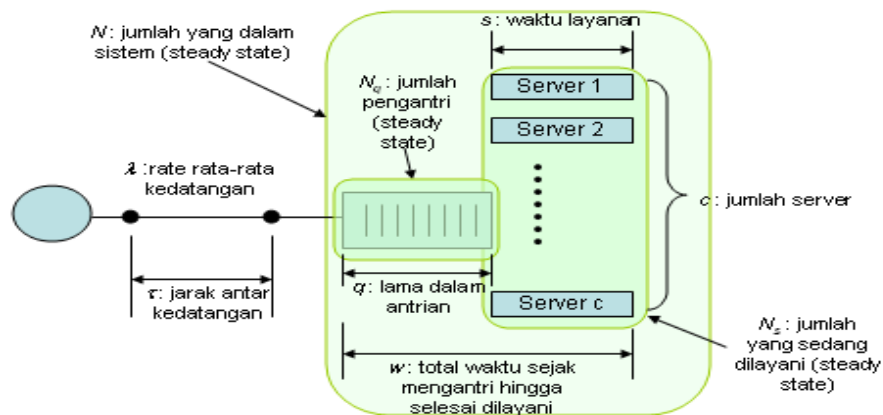 N: jumlah yang dalam
sistem (steady state)
s: waktu layanan
Nq: jumlah
pengantri
(steady
state)
Server 1
Server 2
λ:rate rata-rata
kedatangan
c: jumlah server
τ: jarak antar
kedatangan
q: lama dalam
antrian
Server c
Ns: jumlah
yang sedang
dilayani (steady
state)
w: total waktu sejak
mengantri hingga
selesai dilayani